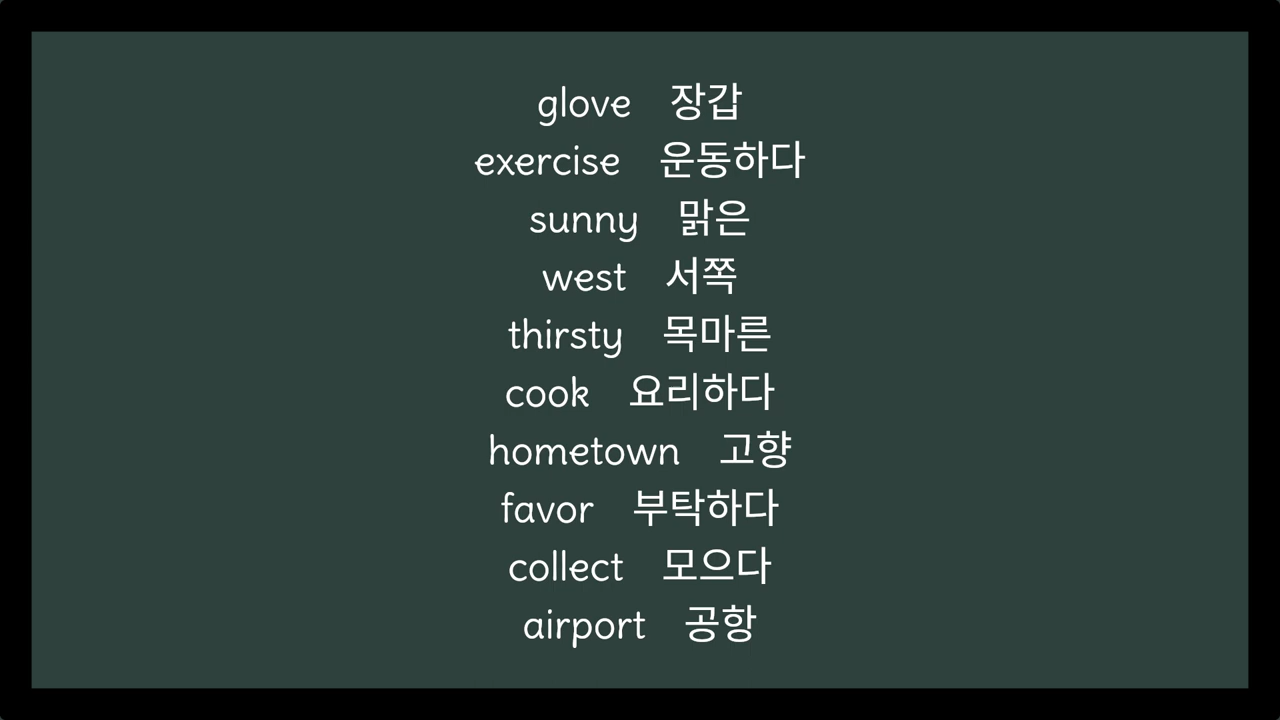 glove 장갑
exercise 운동하다
sunny 맑은
west 서쪽
thirsty 목마른
cook 요리하다
hometown 고향
favor 부탁하다
collect 모으다
airport 공항